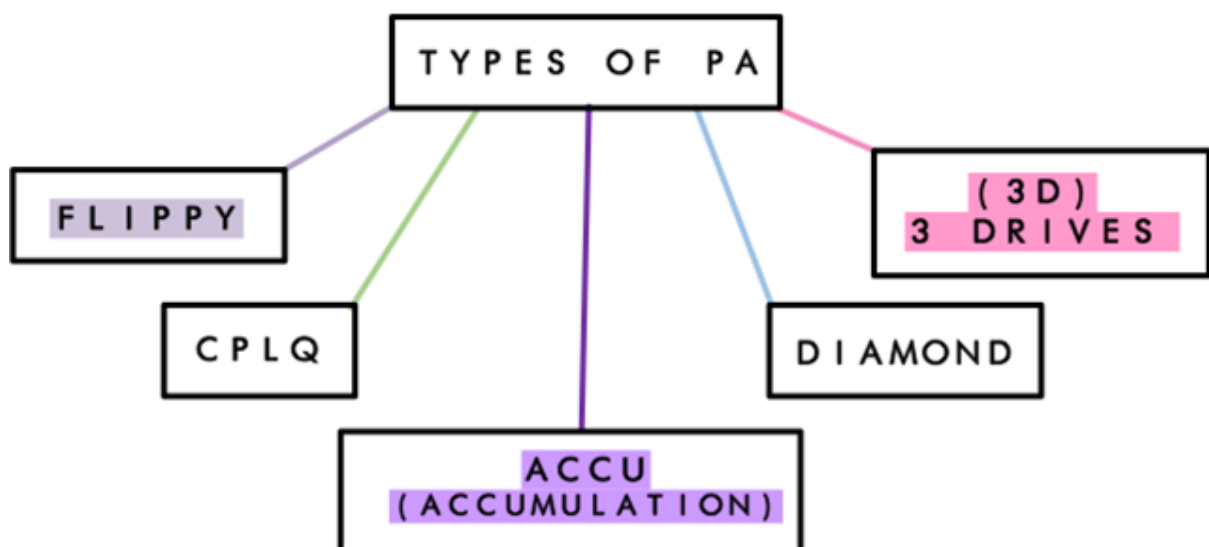 TYPES OF PA
FLIPPY
(3D)
3 DRIVES
CPLQ
DIAMOND
ACCU
(ACCUMULATION)